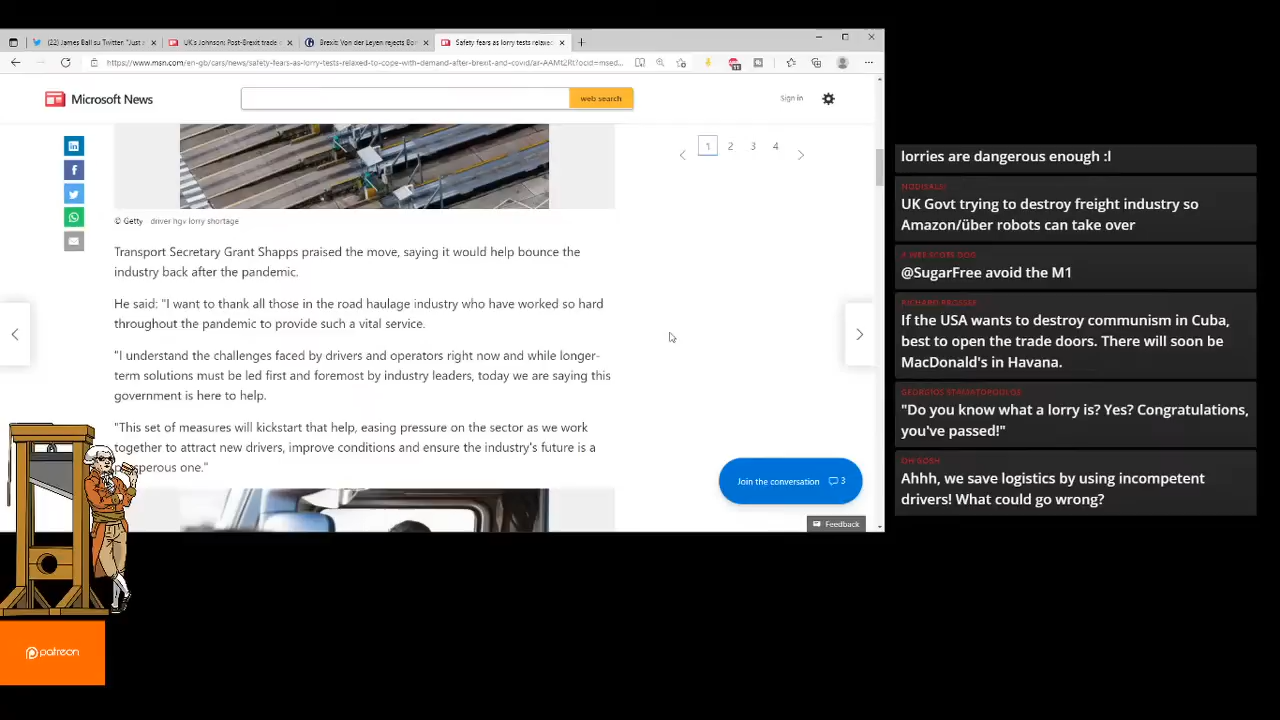 (22) James Ball su Twitter: "Just
UK's Johnson: Post-Brexit trade
Brexit: Von der Leyen rejects Bor
Safety fears as lorry tests relaxed
https://www.msn.com/en-gb/cars/news/safety-fears-as-lorry-tests-relaxed-to-cope-with-demand-after-brexit-and-covid/ar-AAMt2Rt?ocid=msed...
Microsoft News
web search
Sign in
1 2 3 4
© Getty driver hgv lorry shortage
Transport Secretary Grant Shapps praised the move, saying it would help bounce the
industry back after the pandemic.
He said: "I want to thank all those in the road haulage industry who have worked so hard
throughout the pandemic to provide such a vital service.
"I understand the challenges faced by drivers and operators right now and while longer-
term solutions must be led first and foremost by industry leaders, today we are saying this
government is here to help.
"This set of measures will kickstart that help, easing pressure on the sector as we work
together to attract new drivers, improve conditions and ensure the industry's future is a
prosperous one."
Join the conversation 3
Feedback
patreon
lorries are dangerous enough :l
UK Govt trying to destroy freight industry so
Amazon/über robots can take over
@SugarFree avoid the M1
RICHARD PROSSER
If the USA wants to destroy communism in Cuba,
best to open the trade doors. There will soon be
MacDonald's in Havana.
"Do you know what a lorry is? Yes? Congratulations,
you've passed!"
OH GOSH
Ahhh, we save logistics by using incompetent
drivers! What could go wrong?